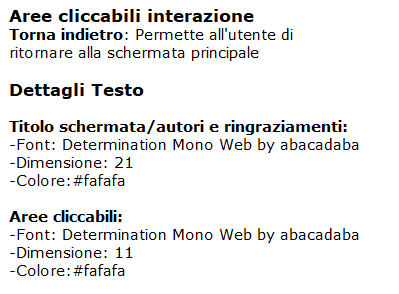 Aree cliccabili interazione
Torna indietro: Permette all'utente di
ritornare alla schermata principale
Dettagli Testo
Titolo schermata/autori e ringraziamenti:
-Font: Determination Mono Web by abacadaba
-Dimensione: 21
-Colore:#fafafa
Aree cliccabili:
-Font: Determination Mono Web by abacadaba
-Dimensione: 11
-Colore:#fafafa